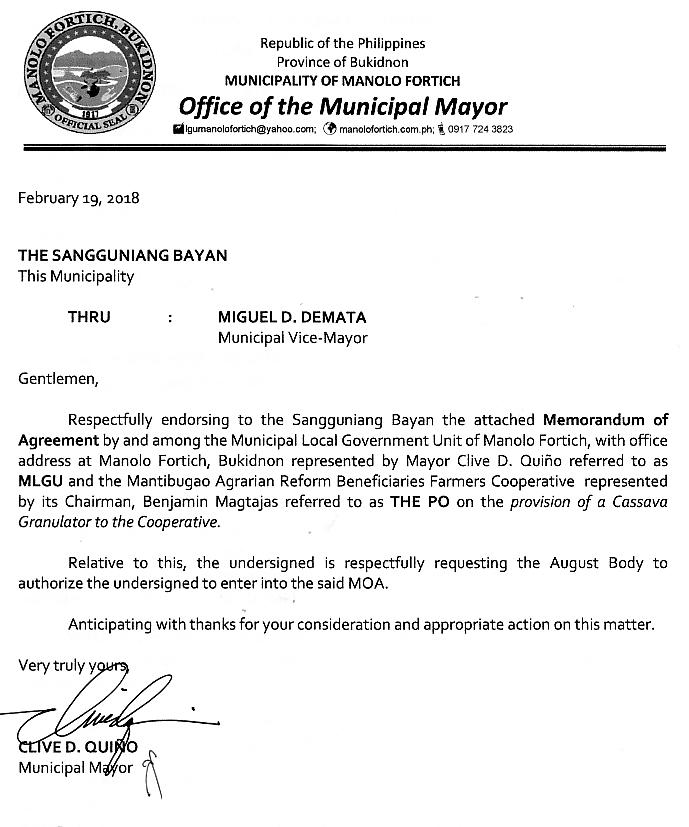 MANOLO FORTICH, BUKIDNON
1917
OFFICIAL SEAL
Republic of the Philippines
Province of Bukidnon
MUNICIPALITY OF MANOLO FORTICH
Office of the Municipal Mayor
lgumanolofortich@yahoo.com; manolofortich.com.ph; 0917 724 3823
February 19, 2018
THE SANGGUNIANG BAYAN
This Municipality
THRU : MIGUEL D. DEMATA
Municipal Vice-Mayor
Gentlemen,
Respectfully endorsing to the Sangguniang Bayan the attached Memorandum of
Agreement by and among the Municipal Local Government Unit of Manolo Fortich, with office
address at Manolo Fortich, Bukidnon represented by Mayor Clive D. Quiño referred to as
MLGU and the Mantibugao Agrarian Reform Beneficiaries Farmers Cooperative represented
by its Chairman, Benjamin Magtajas referred to as THE PO on the provision of a Cassava
Granulator to the Cooperative.
Relative to this, the undersigned is respectfully requesting the August Body to
authorize the undersigned to enter into the said MOA.
Anticipating with thanks for your consideration and appropriate action on this matter.
Very truly yours,
CLIVE D. QUIÑO
Municipal Mayor